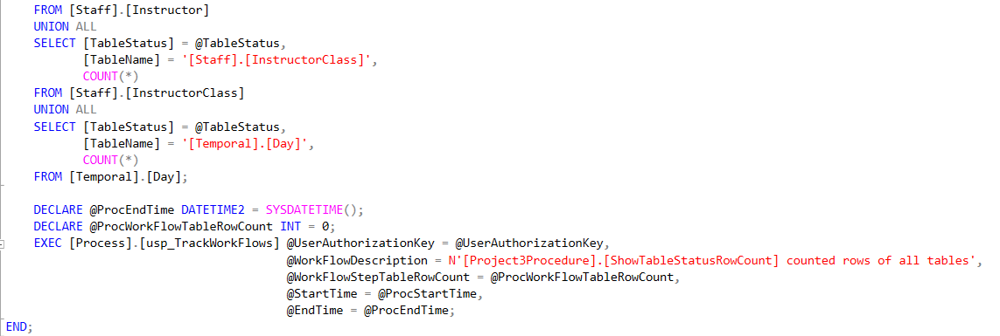 FROM [Staff].[Instructor]
UNION ALL
SELECT [TableStatus] = @TableStatus,
[TableName] = '[Staff].[InstructorClass]',
COUNT(*)
FROM [Staff].[InstructorClass]
UNION ALL
SELECT [TableStatus] = @TableStatus,
[TableName] = '[Temporal].[Day]',
COUNT(*)
FROM [Temporal].[Day];
DECLARE @ProcEndTime DATETIME2 = SYSDATETIME();
DECLARE @ProcWorkFlowTableRowCount INT = 0;
EXEC [Process].[usp_TrackWorkFlows] @UserAuthorizationKey = @UserAuthorizationKey,
@WorkFlowDescription = N'[Project3Procedure].[ShowTableStatusRowCount] counted rows of all tables',
@WorkFlowStepTableRowCount = @ProcWorkFlowTableRowCount,
@StartTime = @ProcStartTime,
@EndTime = @ProcEndTime;
END;